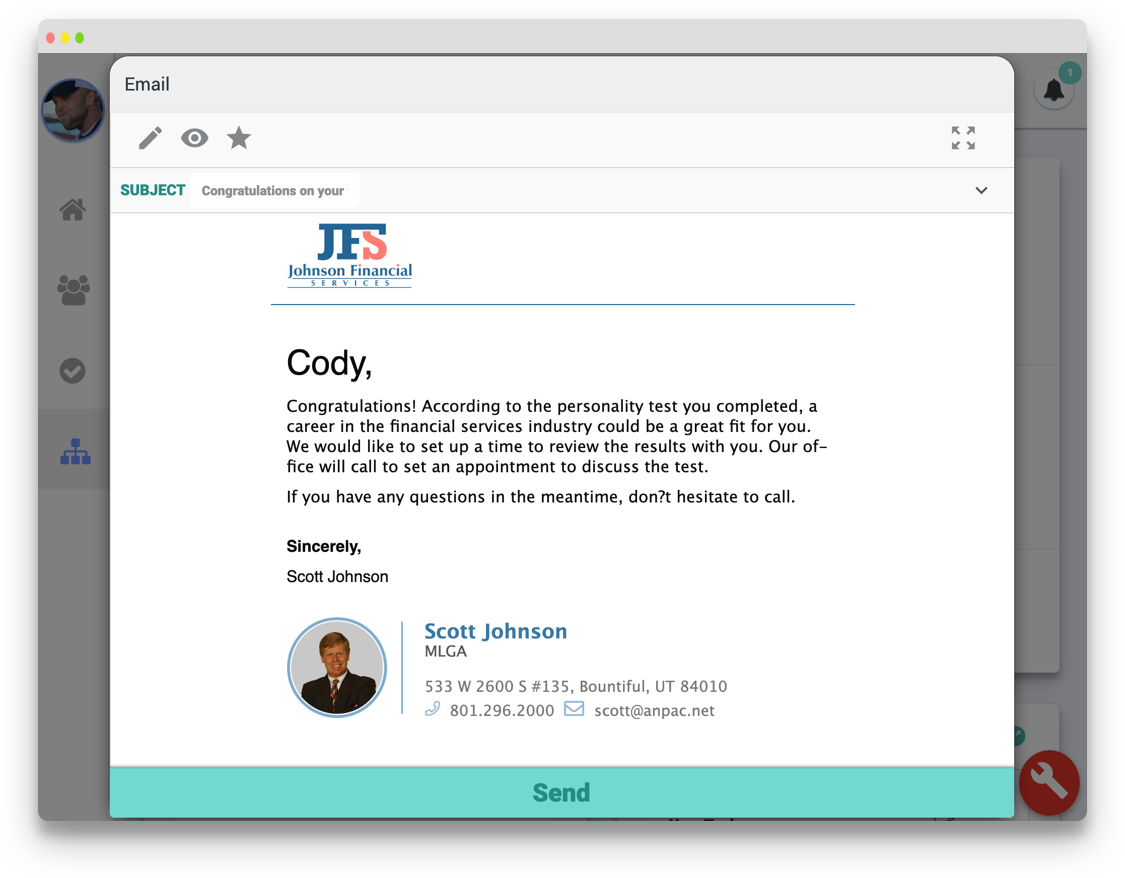 1
Email
SUBJECT Congratulations on your
JFS
Johnson Financial
SERVICES
Cody,
Congratulations! According to the personality test you completed, a
career in the financial services industry could be a great fit for you.
We would like to set up a time to review the results with you. Our of-
fice will call to set an appointment to discuss the test.
If you have any questions in the meantime, don?t hesitate to call.
Sincerely,
Scott Johnson
Scott Johnson
MLGA
533 W 2600 S #135, Bountiful, UT 84010
801.296.2000 scott@anpac.net
Send